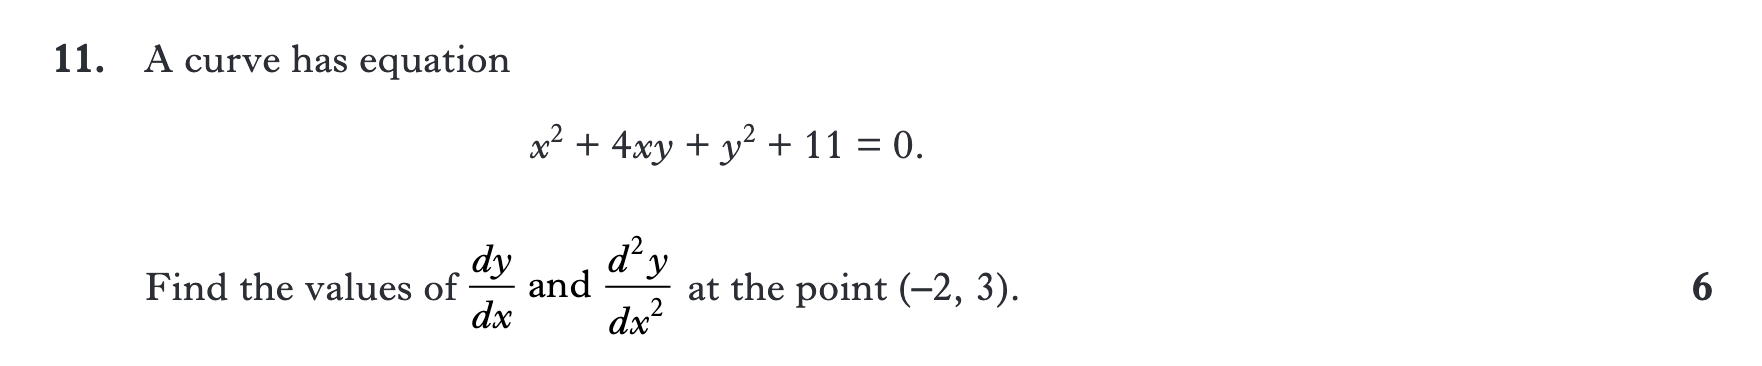 11. A curve has equation
x² + 4xy + y² + 11 = 0.
Find the values of dy/dx and d²y/dx² at the point (–2, 3). 6